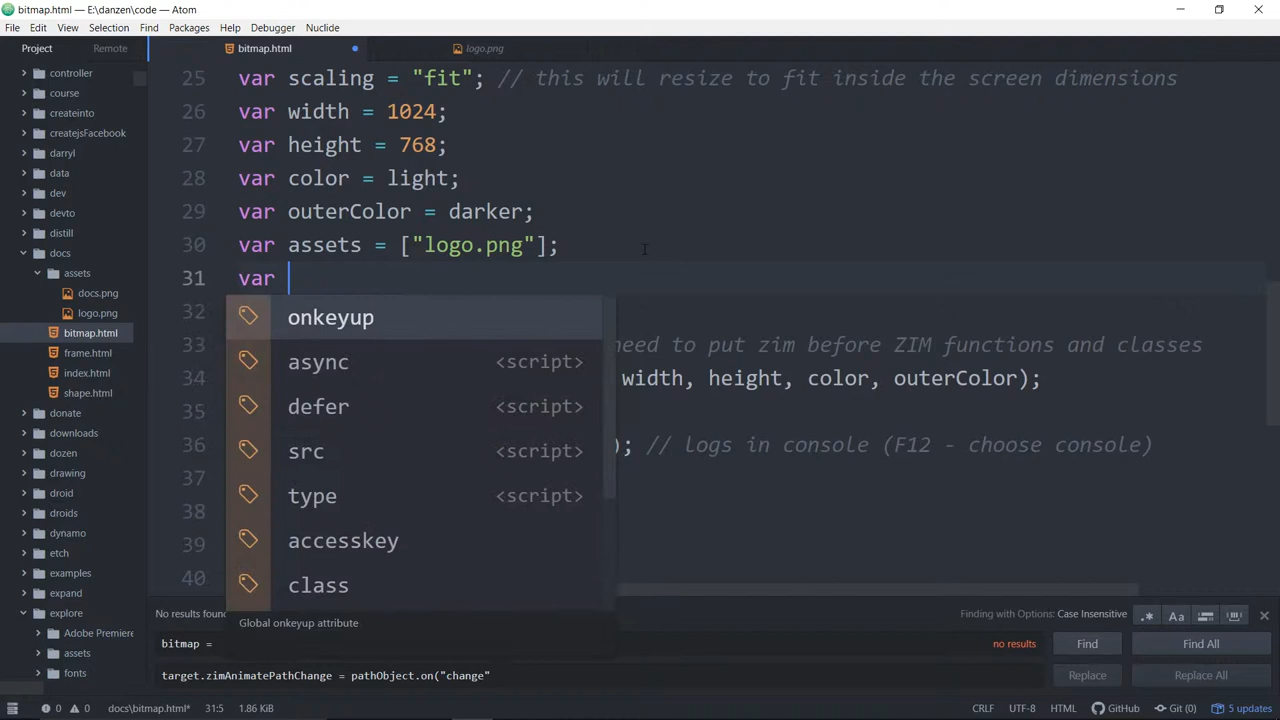 bitmap.html — E:\danzen\code — Atom
File Edit View Selection Find Packages Help Debugger Nuclide
Project Remote bitmap.html logo.png
controller
course
createinto
createjsFacebook
darryl
data
dev
devto
distill
docs
assets
docs.png
logo.png
bitmap.html
frame.html
index.html
shape.html
donate
downloads
dozen
drawing
droid
droids
dynamo
etch
examples
expand
explore
Adobe Premiere
assets
fonts
25 var scaling = "fit"; // this will resize to fit inside the screen dimensions
26 var width = 1024;
27 var height = 768;
28 var color = light;
29 var outerColor = darker;
30 var assets = ["logo.png"];
31 var
32
33 need to put zim before ZIM functions and classes
34 width, height, color, outerColor);
35
36 ); // logs in console (F12 - choose console)
37
38
39
40
onkeyup
async <script>
defer <script>
src <script>
type <script>
accesskey
class
Global onkeyup attribute
No results found Finding with Options: Case Insensitive .* Aa
bitmap = no results Find Find All
target.zimAnimatePathChange = pathObject.on("change" Replace Replace All
0 0 docs\bitmap.html* 31:5 1.86 KiB CRLF UTF-8 HTML GitHub Git (0) 5 updates